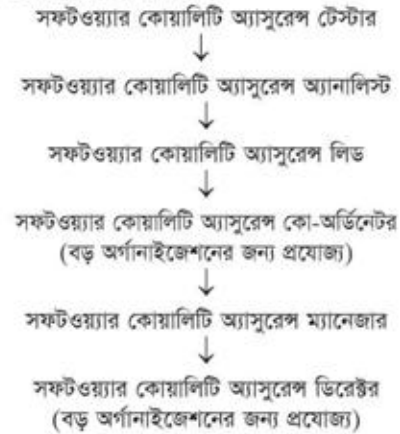 সফটওয়্যার কোয়ালিটি অ্যাসুরেন্স টেস্টার
↓
সফটওয়্যার কোয়ালিটি অ্যাসুরেন্স অ্যানালিস্ট
↓
সফটওয়্যার কোয়ালিটি অ্যাসুরেন্স লিড
↓
সফটওয়্যার কোয়ালিটি অ্যাসুরেন্স কো-অর্ডিনেটর
(বড় অর্গানাইজেশনের জন্য প্রযোজ্য)
↓
সফটওয়্যার কোয়ালিটি অ্যাসুরেন্স ম্যানেজার
↓
সফটওয়্যার কোয়ালিটি অ্যাসুরেন্স ডিরেক্টর
(বড় অর্গানাইজেশনের জন্য প্রযোজ্য)